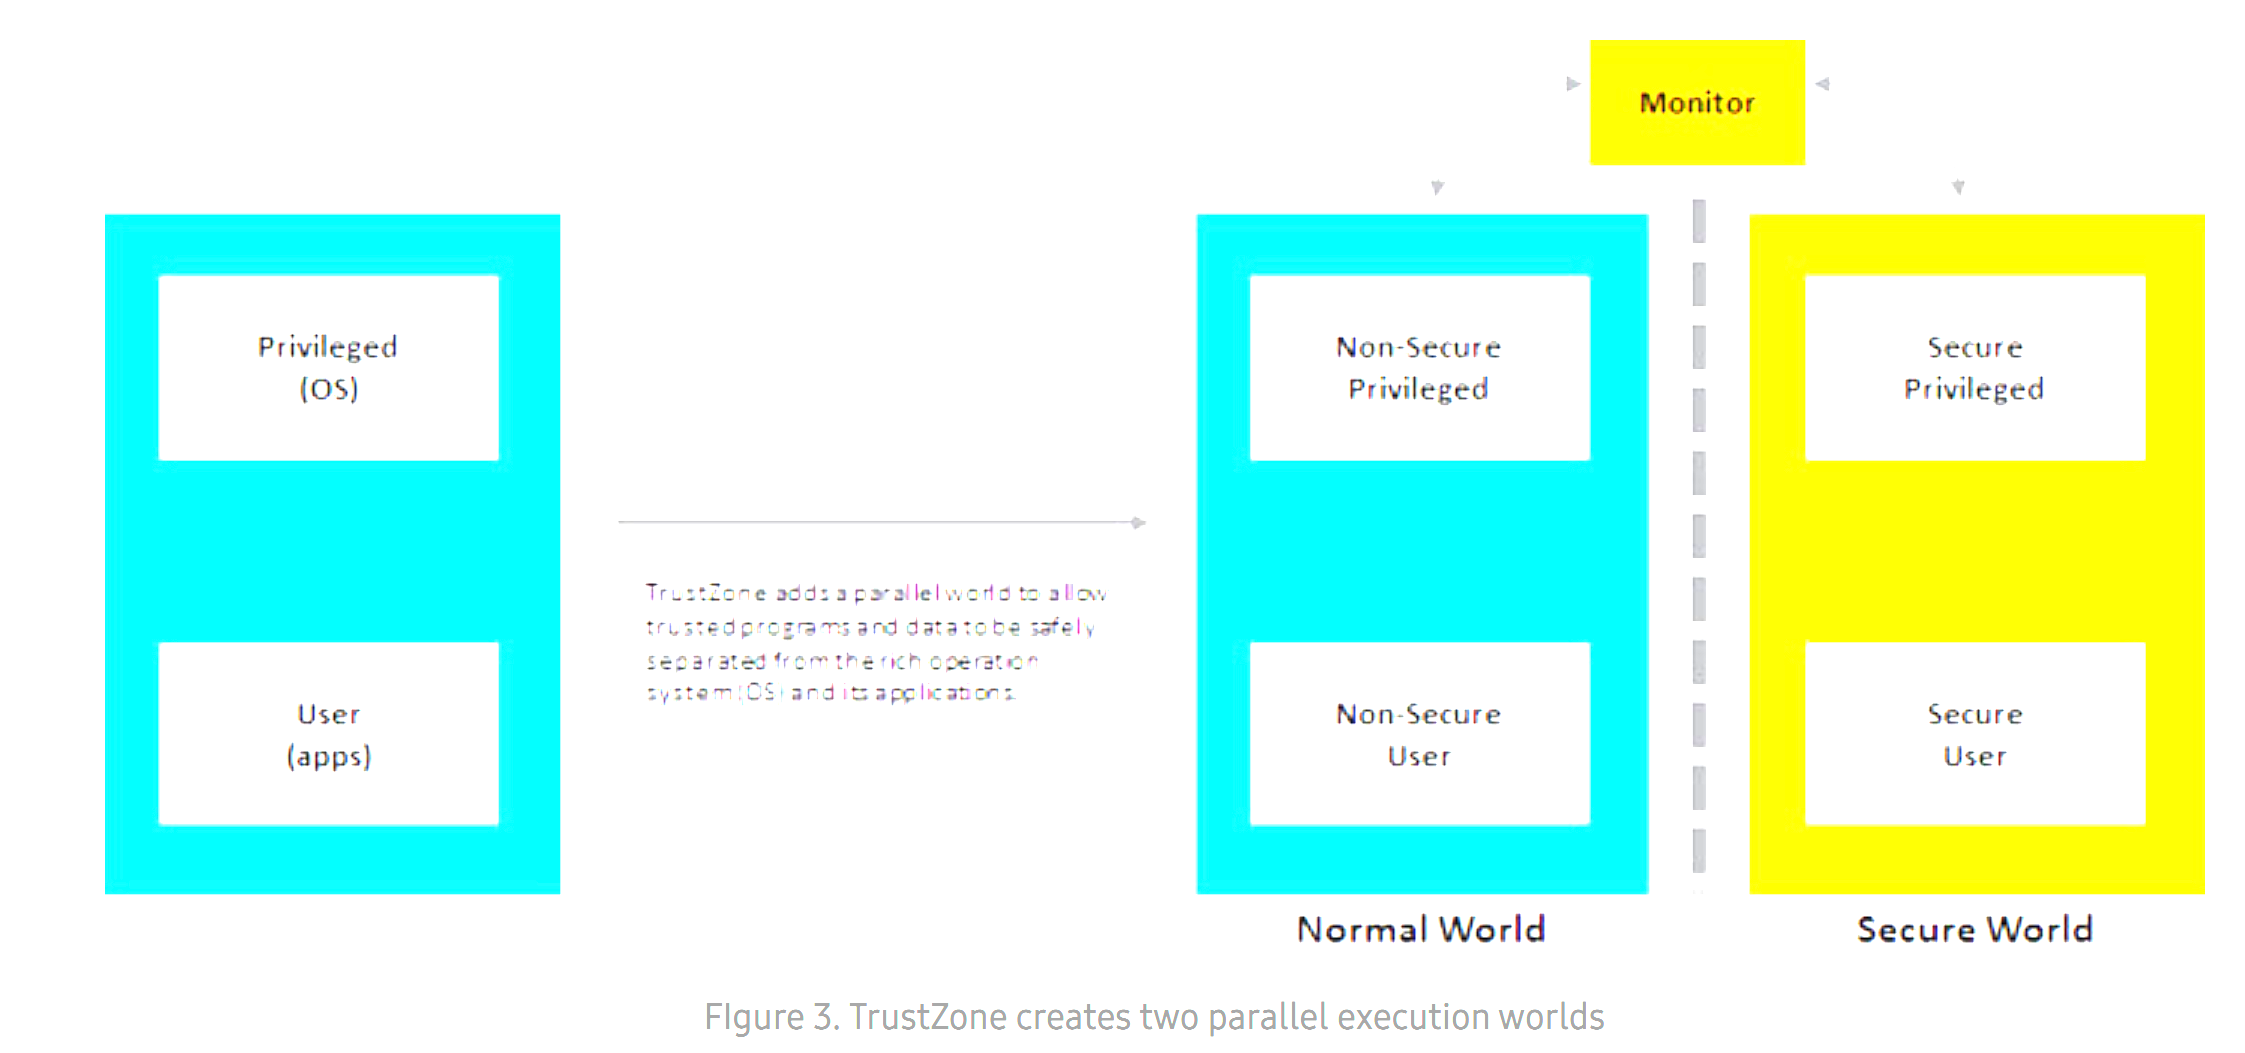 Monitor
Privileged
(OS)
User
(apps)
TrustZone adds a parallel world to allow
trusted programs and data to be safely
separated from the rich operation
system (OS) and its applications.
Non-Secure
Privileged
Non-Secure
User
Normal World
Secure
Privileged
Secure
User
Secure World
FIgure 3. TrustZone creates two parallel execution worlds